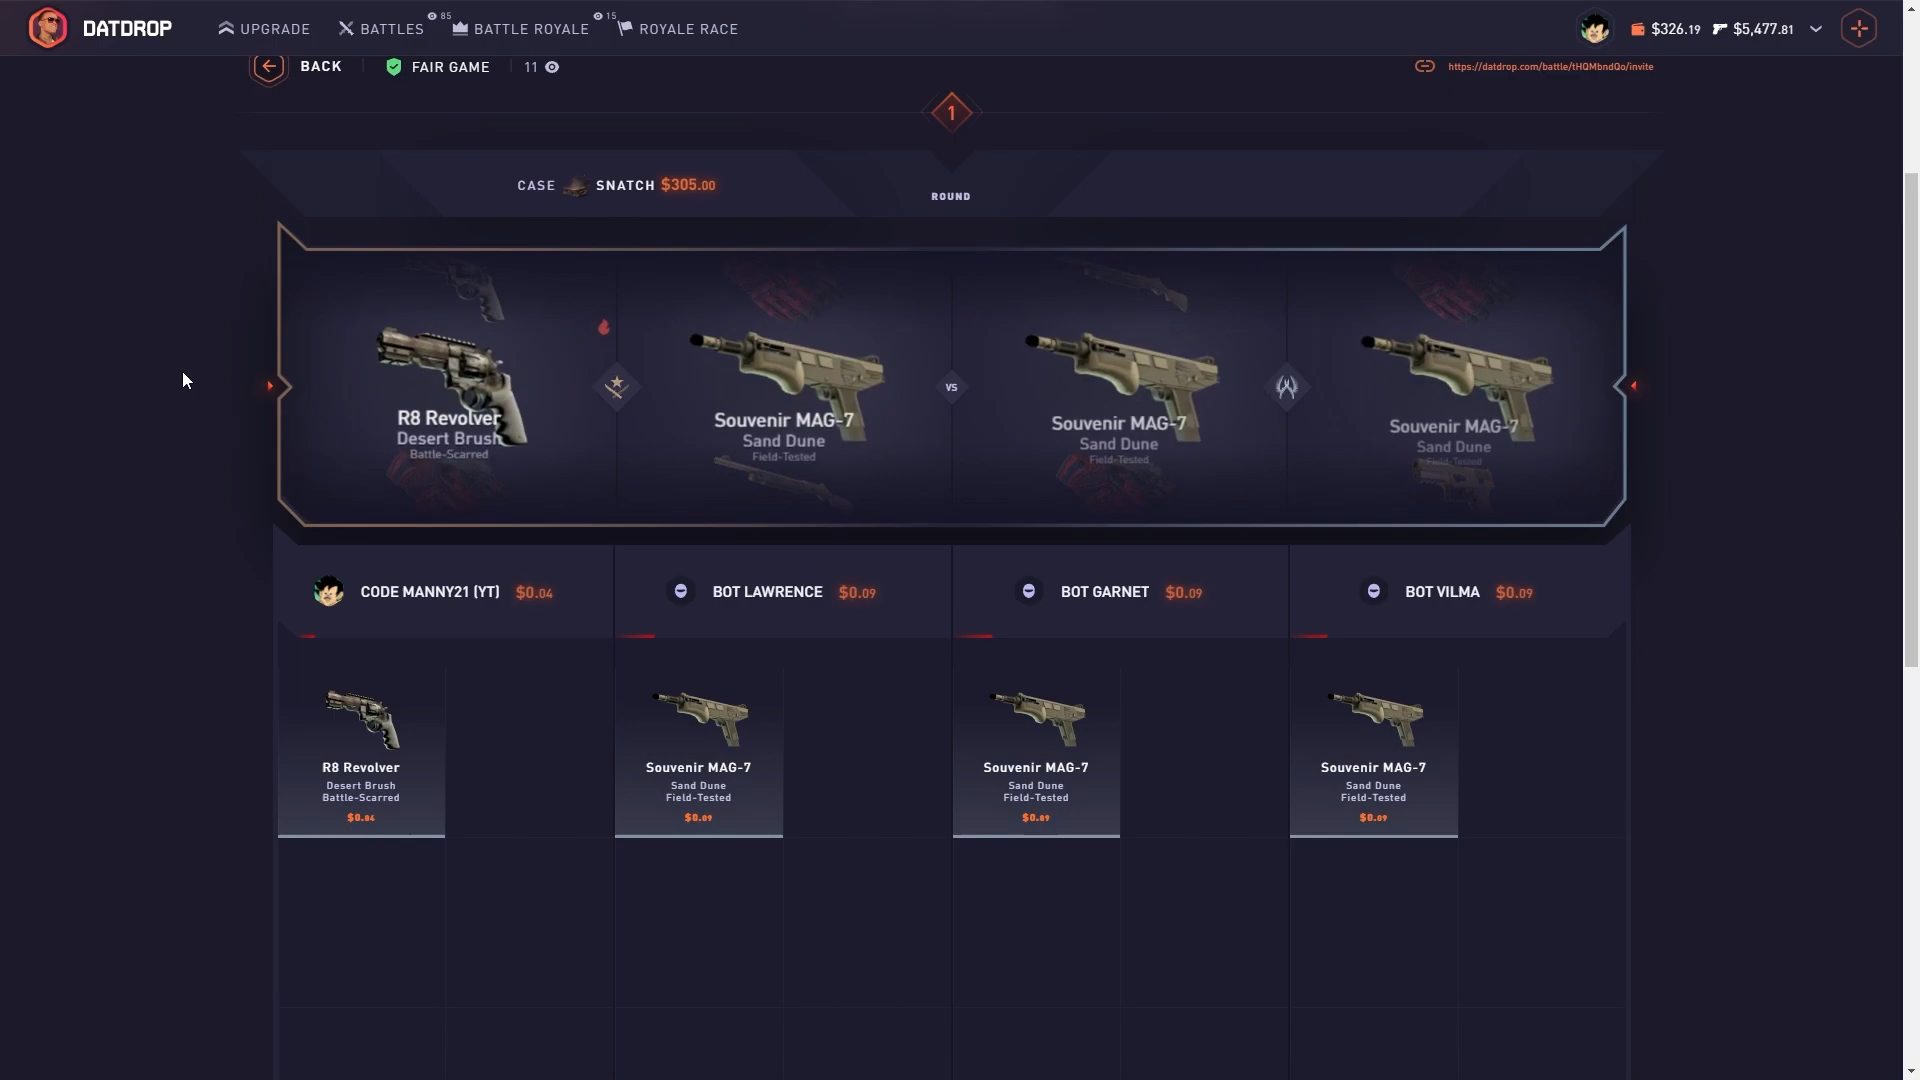 DATDROP
UPGRADE
BATTLES
85
BATTLE ROYALE
15
ROYALE RACE
$326.19
$5,477.81
BACK
FAIR GAME
11
https://datdrop.com/battle/tHQMbndQo/invite
1
CASE SNATCH $305.00
ROUND
R8 Revolver
Desert Brush
Battle-Scarred
Souvenir MAG-7
Sand Dune
Field-Tested
VS
Souvenir MAG-7
Sand Dune
Field-Tested
Souvenir MAG-7
Sand Dune
Field-Tested
CODE MANNY21 (YT) $0.04
BOT LAWRENCE $0.09
BOT GARNET $0.09
BOT VILMA $0.09
R8 Revolver
Desert Brush
Battle-Scarred
$0.04
Souvenir MAG-7
Sand Dune
Field-Tested
$0.09
Souvenir MAG-7
Sand Dune
Field-Tested
$0.09
Souvenir MAG-7
Sand Dune
Field-Tested
$0.09